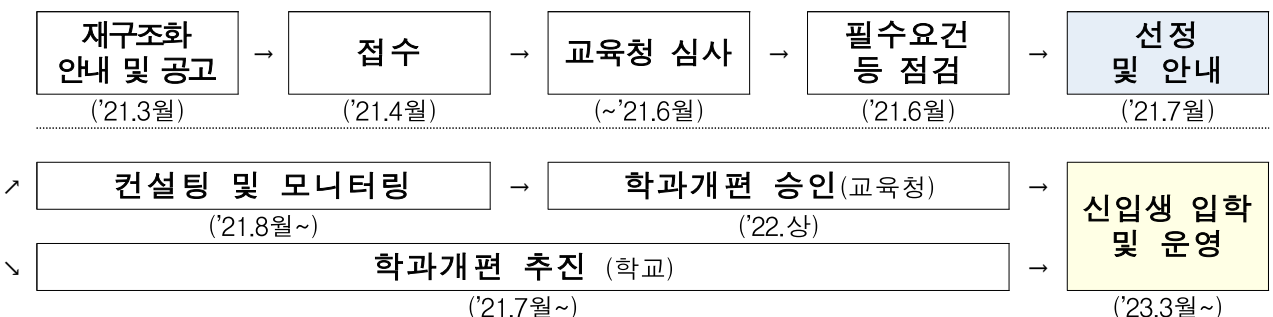 재구조화
안내 및 공고
→
접수
→
교육청 심사
→
필수요건
등 점검
→
선정
및 안내
('21.3월)
('21.4월)
(~'21.6월)
('21.6월)
('21.7월)
↗
컨설팅 및 모니터링
→
학과개편 승인(교육청)
→
('21.8월~)
('22.상)
신입생 입학
및 운영
↘
학과개편 추진 (학교)
→
('21.7월~)
('23.3월~)